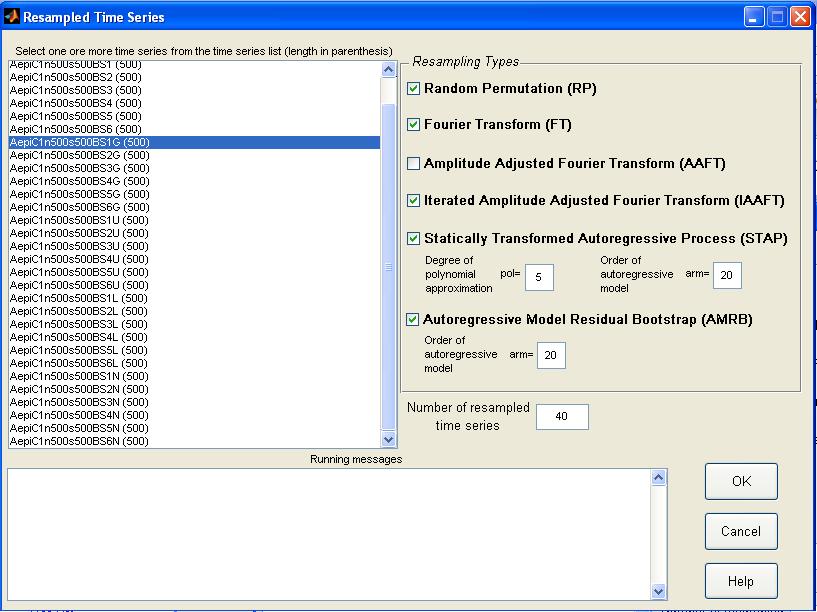 Resampled Time Series
Select one ore more time series from the time series list (length in parenthesis)
AepiC1n500s500BS1 (500)
AepiC1n500s500BS2 (500)
AepiC1n500s500BS3 (500)
AepiC1n500s500BS4 (500)
AepiC1n500s500BS5 (500)
AepiC1n500s500BS6 (500)
AepiC1n500s500BS1G (500)
AepiC1n500s500BS2G (500)
AepiC1n500s500BS3G (500)
AepiC1n500s500BS4G (500)
AepiC1n500s500BS5G (500)
AepiC1n500s500BS6G (500)
AepiC1n500s500BS1U (500)
AepiC1n500s500BS2U (500)
AepiC1n500s500BS3U (500)
AepiC1n500s500BS4U (500)
AepiC1n500s500BS5U (500)
AepiC1n500s500BS6U (500)
AepiC1n500s500BS1L (500)
AepiC1n500s500BS2L (500)
AepiC1n500s500BS3L (500)
AepiC1n500s500BS4L (500)
AepiC1n500s500BS5L (500)
AepiC1n500s500BS6L (500)
AepiC1n500s500BS1N (500)
AepiC1n500s500BS2N (500)
AepiC1n500s500BS3N (500)
AepiC1n500s500BS4N (500)
AepiC1n500s500BS5N (500)
AepiC1n500s500BS6N (500)
Resampling Types
Random Permutation (RP)
Fourier Transform (FT)
Amplitude Adjusted Fourier Transform (AAFT)
Iterated Amplitude Adjusted Fourier Transform (IAAFT)
Statically Transformed Autoregressive Process (STAP)
Degree of
polynomial
approximation
pol= 5
Order of
autoregressive
model
arm= 20
Autoregressive Model Residual Bootstrap (AMRB)
Order of
autoregressive
model
arm= 20
Number of resampled
time series
40
Running messages
OK
Cancel
Help